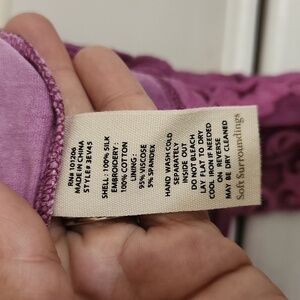 RN# 101206
MADE IN CHINA
STYLE# 3EV45
SHELL: 100% SILK
EMBROIDERY:
100% COTTON
LINING:
95% VISCOSE
5% SPANDEX
HAND WASH COLD
SEPARATELY
INSIDE OUT
DO NOT BLEACH
LAY FLAT TO DRY
COOL IRON IF NEEDED
ON REVERSE
MAY BE DRY CLEANED
Soft Surroundings